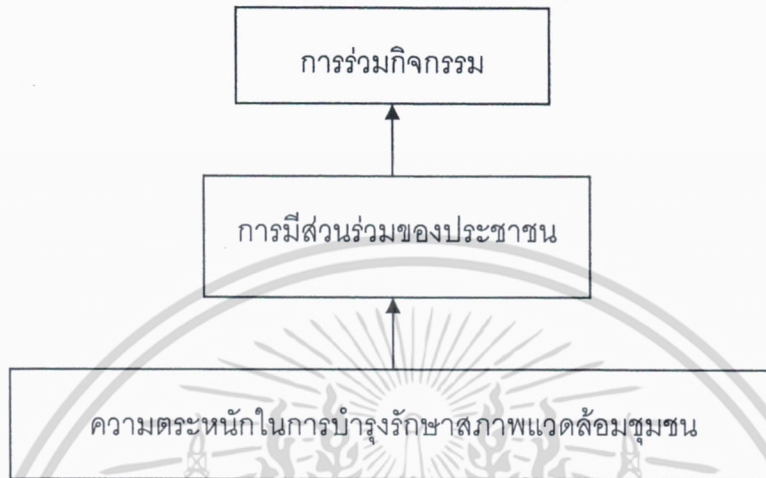 การร่วมกิจกรรม
การมีส่วนร่วมของประชาชน
ความตระหนักในการบำรุงรักษาสภาพแวดล้อมชุมชน